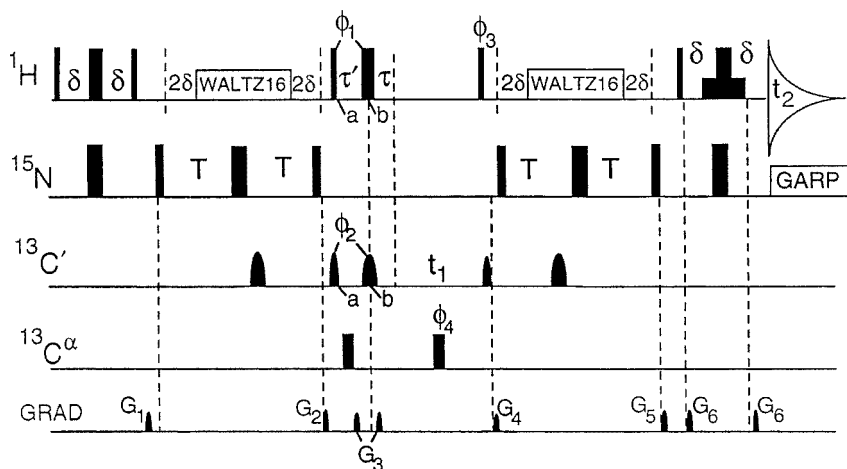 ϕ₁ ϕ₃
¹H δ δ 2δ WALTZ16 2δ τ' τ 2δ WALTZ16 2δ δ δ t₂
a b
¹⁵N T T T T GARP
ϕ₂
¹³C' t₁
a b
ϕ₄
¹³Cᵅ
GRAD G₁ G₂ G₃ G₄ G₅ G₆ G₆